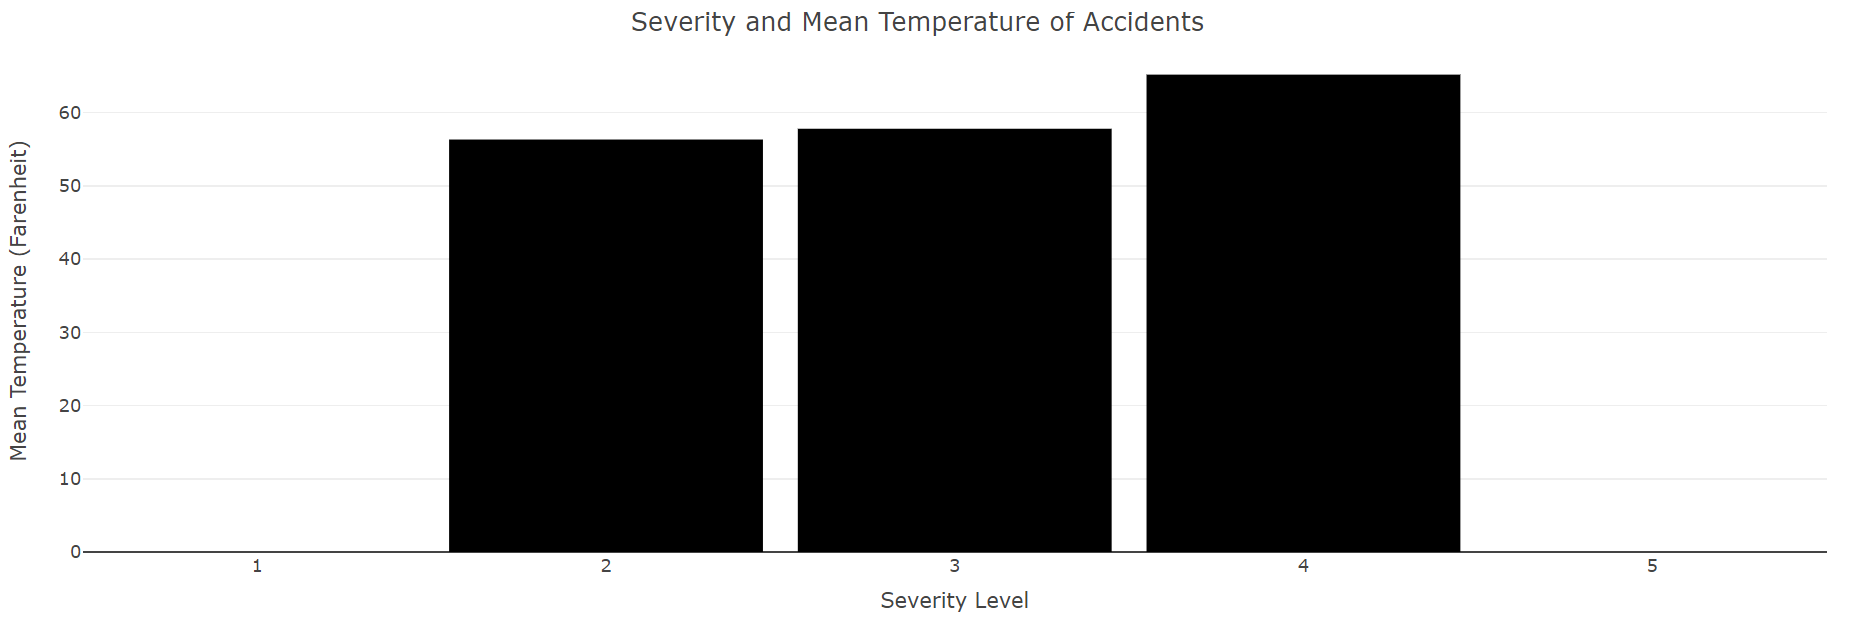 Severity and Mean Temperature of Accidents
Mean Temperature (Farenheit)
60
50
40
30
20
10
0
1 2 3 4 5
Severity Level